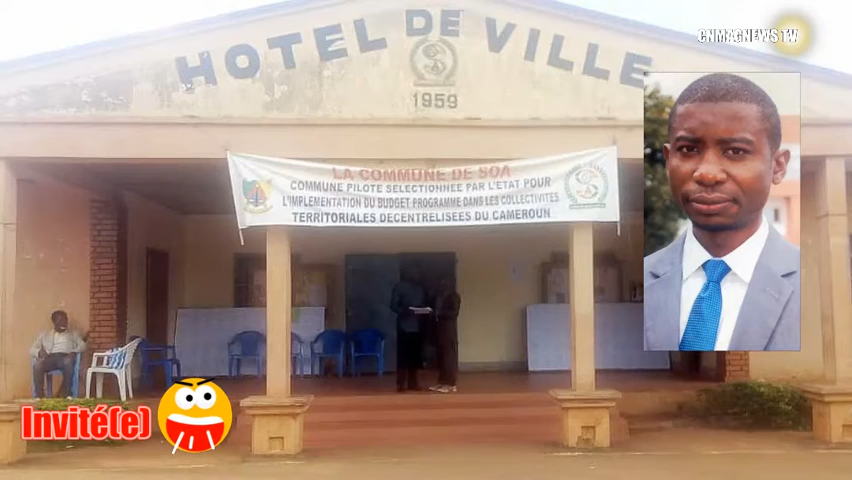 CNMAGNEWS TV
HOTEL DE VILLE
1959
LA COMMUNE DE SOA
COMMUNE PILOTE SELECTIONNÉE PAR L'ETAT POUR
L'IMPLEMENTATION DU BUDGET PROGRAMME DANS LES COLLECTIVITES
TERRITORIALES DECENTRELISEES DU CAMEROUN
Invité(e)